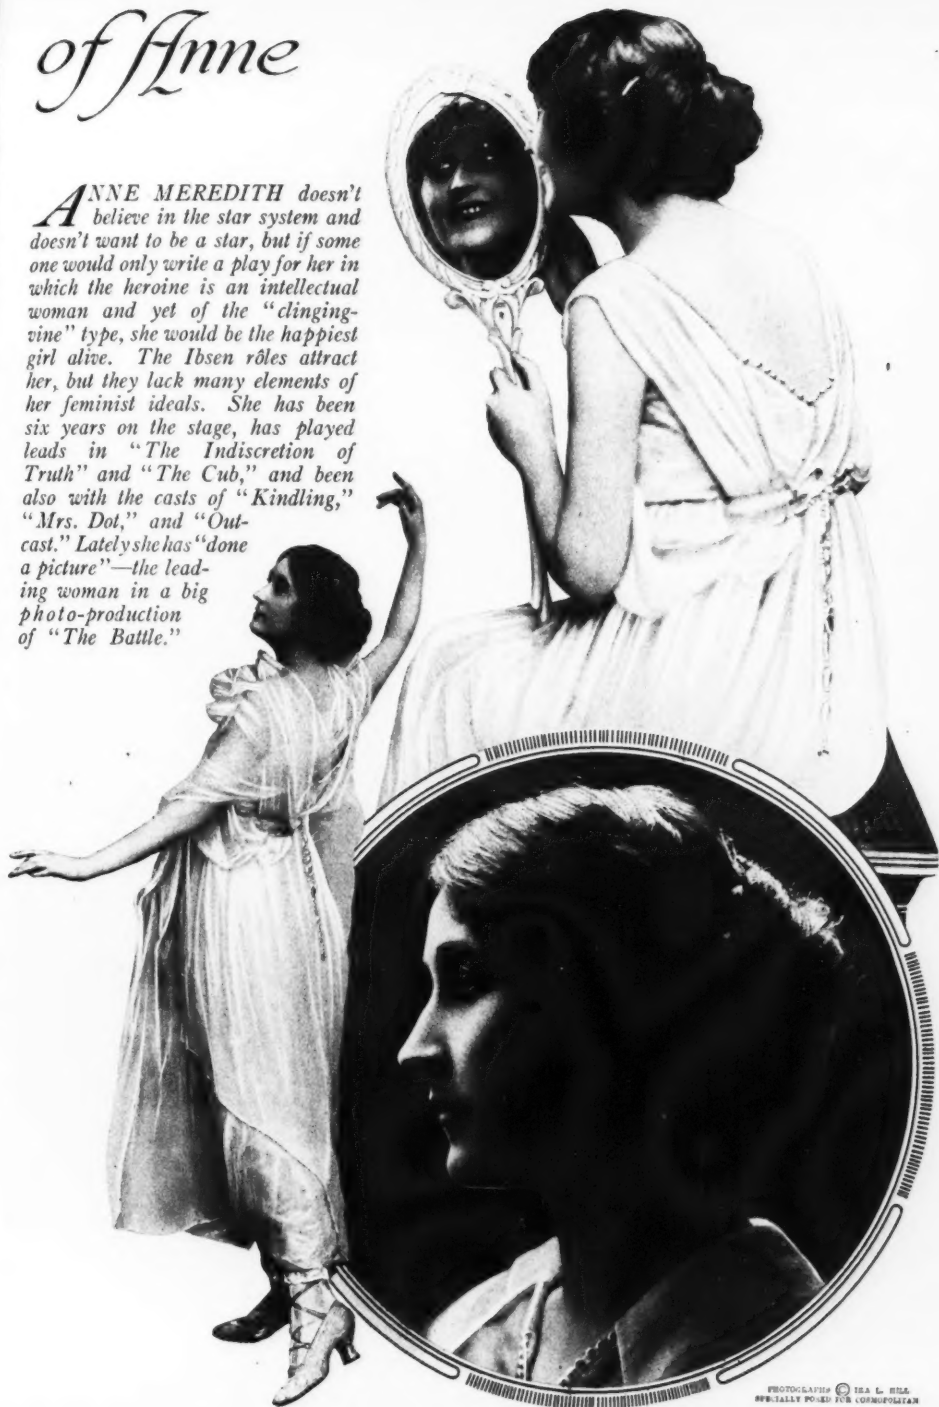 of Anne
ANNE MEREDITH doesn't
believe in the star system and
doesn't want to be a star, but if some
one would only write a play for her in
which the heroine is an intellectual
woman and yet of the "clinging-
vine" type, she would be the happiest
girl alive. The Ibsen rôles attract
her, but they lack many elements of
her feminist ideals. She has been
six years on the stage, has played
leads in "The Indiscretion of
Truth" and "The Cub," and been
also with the casts of "Kindling,"
"Mrs. Dot," and "Out-
cast." Lately she has "done
a picture"—the lead-
ing woman in a big
photo-production
of "The Battle."
PHOTOGRAPHS © IRA L. HILL
SPECIALLY POSED FOR COSMOPOLITAN